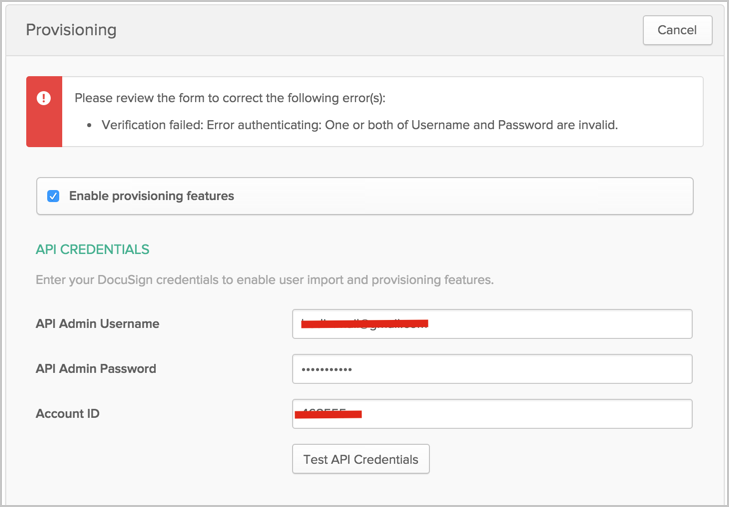 Provisioning
Cancel
Please review the form to correct the following error(s):
• Verification failed: Error authenticating: One or both of Username and Password are invalid.
Enable provisioning features
API CREDENTIALS
Enter your DocuSign credentials to enable user import and provisioning features.
API Admin Username
API Admin Password •••••••••••
Account ID
Test API Credentials